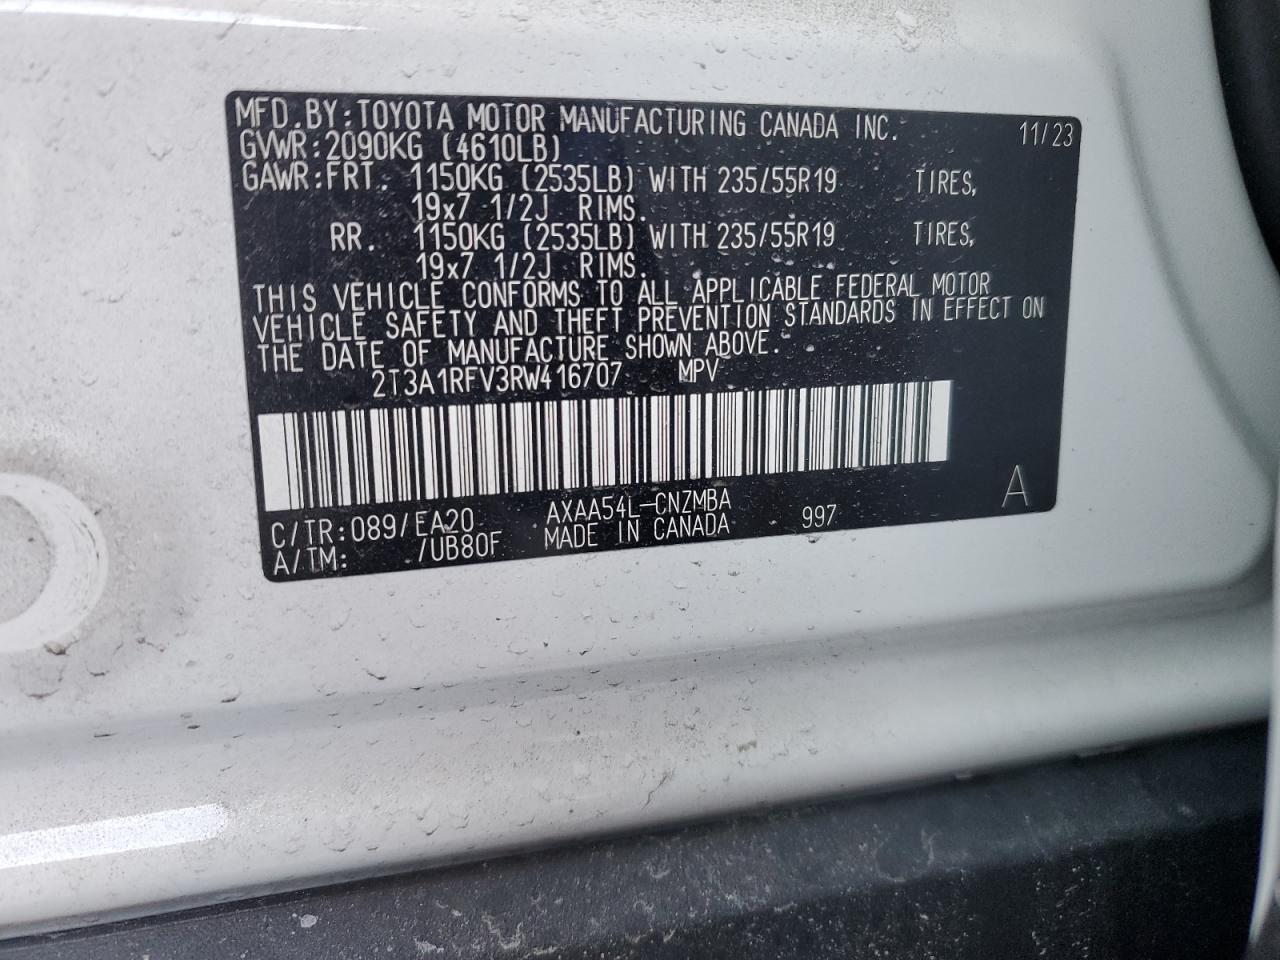 MFD.BY:TOYOTA MOTOR MANUFACTURING CANADA INC. 11/23
GVWR:2090KG (4610LB)
GAWR:FRT. 1150KG (2535LB) WITH 235/55R19 TIRES,
19x7 1/2J RIMS.
RR. 1150KG (2535LB) WITH 235/55R19 TIRES,
19x7 1/2J RIMS.
THIS VEHICLE CONFORMS TO ALL APPLICABLE FEDERAL MOTOR
VEHICLE SAFETY AND THEFT PREVENTION STANDARDS IN EFFECT ON
THE DATE OF MANUFACTURE SHOWN ABOVE.
2T3A1RFV3RW416707 MPV
A
C/TR:089/EA20 AXAA54L-CNZMBA 997
A/TM: /UB80F MADE IN CANADA